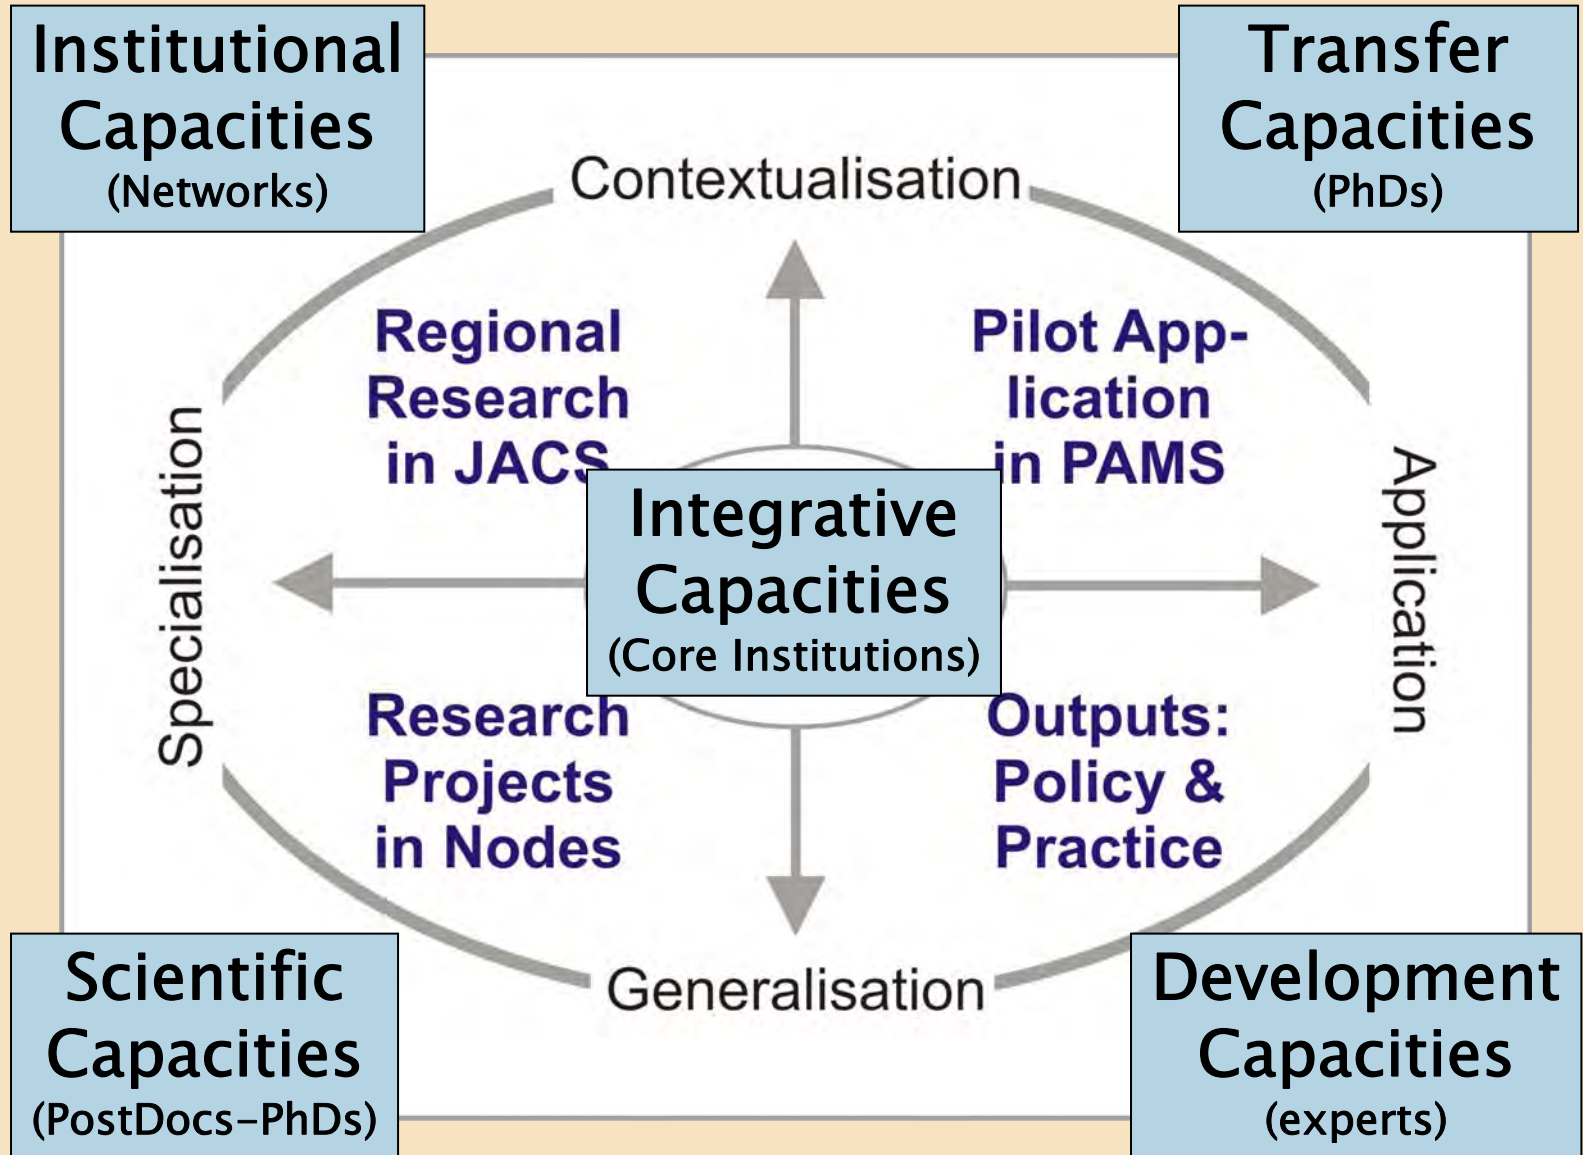 Institutional
Capacities
(Networks)
Transfer
Capacities
(PhDs)
Contextualisation
Regional
Research
in JACS
Pilot App-
lication
in PAMS
Specialisation
Integrative
Capacities
(Core Institutions)
Application
Research
Projects
in Nodes
Outputs:
Policy &
Practice
Generalisation
Scientific
Capacities
(PostDocs-PhDs)
Development
Capacities
(experts)